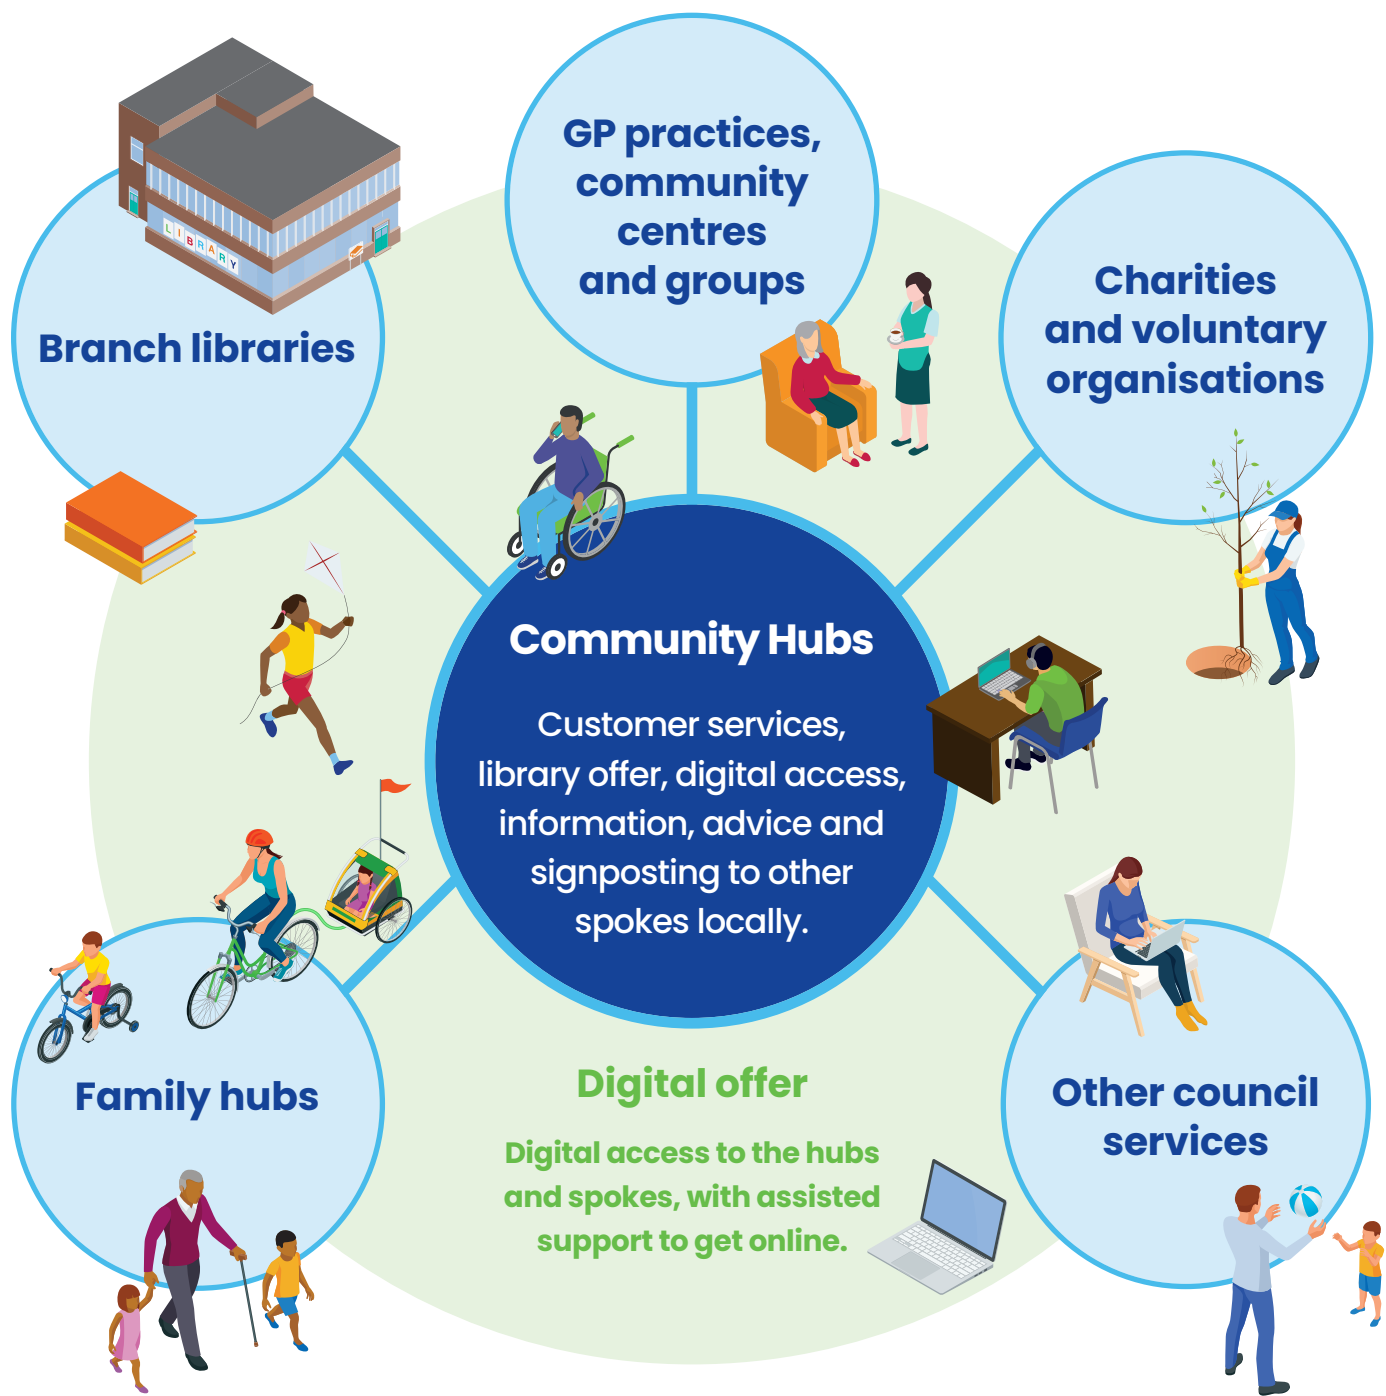 LIBRARY
Branch libraries
GP practices,
community
centres
and groups
Charities
and voluntary
organisations
Community Hubs
Customer services,
library offer, digital access,
information, advice and
signposting to other
spokes locally.
Family hubs
Digital offer
Digital access to the hubs
and spokes, with assisted
support to get online.
Other council
services